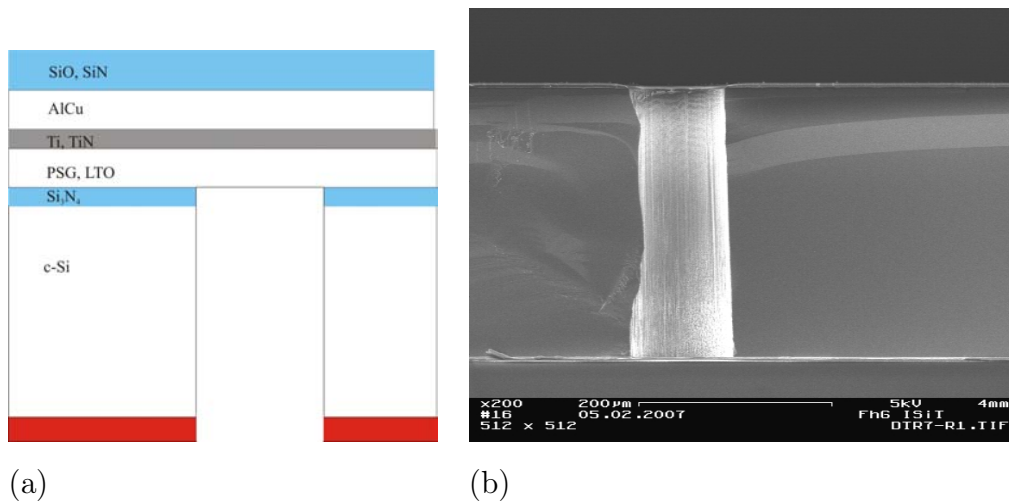 SiO, SiN
AlCu
Ti, TiN
PSG, LTO
Si₃N₄
c-Si
x200 200µm 5kV 4mm
#16 05.02.2007 FhG ISiT
512 x 512 DTR7-R1.TIF
(a) (b)